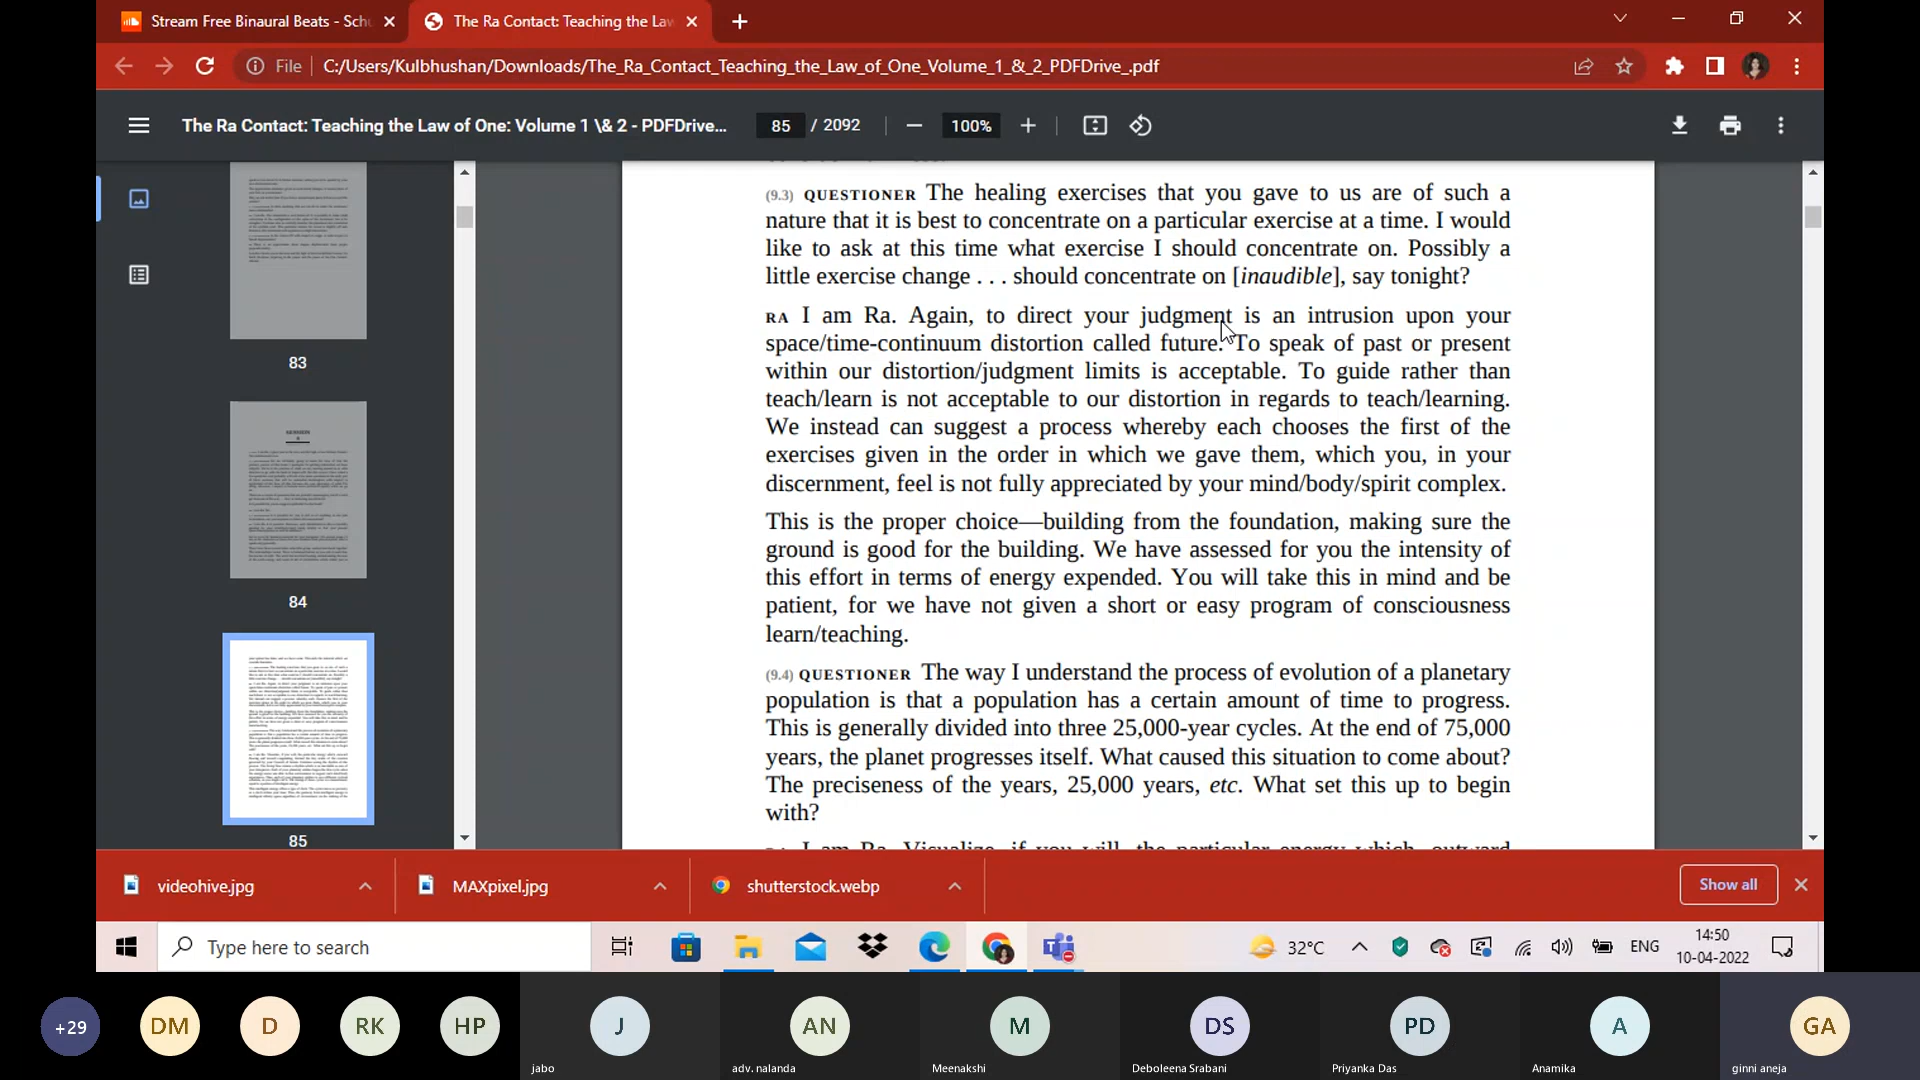 Stream Free Binaural Beats - Sch
The Ra Contact: Teaching the Law
File
C:/Users/Kulbhushan/Downloads/The_Ra_Contact_Teaching_the_Law_of_One_Volume_1_&_2_PDFDrive_.pdf
The Ra Contact: Teaching the Law of One: Volume 1 \& 2 - PDFDrive...
85 / 2092
100%
83
84
85
(9.3) QUESTIONER The healing exercises that you gave to us are of such a
nature that it is best to concentrate on a particular exercise at a time. I would
like to ask at this time what exercise I should concentrate on. Possibly a
little exercise change . . . should concentrate on [inaudible], say tonight?
RA I am Ra. Again, to direct your judgment is an intrusion upon your
space/time-continuum distortion called future. To speak of past or present
within our distortion/judgment limits is acceptable. To guide rather than
teach/learn is not acceptable to our distortion in regards to teach/learning.
We instead can suggest a process whereby each chooses the first of the
exercises given in the order in which we gave them, which you, in your
discernment, feel is not fully appreciated by your mind/body/spirit complex.
This is the proper choice—building from the foundation, making sure the
ground is good for the building. We have assessed for you the intensity of
this effort in terms of energy expended. You will take this in mind and be
patient, for we have not given a short or easy program of consciousness
learn/teaching.
(9.4) QUESTIONER The way I understand the process of evolution of a planetary
population is that a population has a certain amount of time to progress.
This is generally divided into three 25,000-year cycles. At the end of 75,000
years, the planet progresses itself. What caused this situation to come about?
The preciseness of the years, 25,000 years, etc. What set this up to begin
with?
I am Ra. Visualize, if you will, the particular energy which, outward
videohive.jpg
MAXpixel.jpg
shutterstock.webp
Show all
Type here to search
32°C
ENG
14:50
10-04-2022
+29
DM
D
RK
HP
J
jabo
AN
adv. nalanda
M
Meenakshi
DS
Deboleena Srabani
PD
Priyanka Das
A
Anamika
GA
ginni aneja